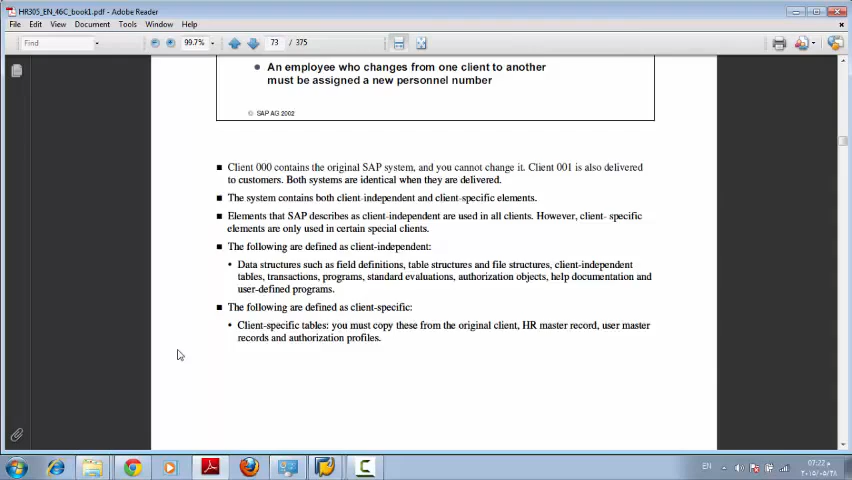 HR305_EN_46C_book1.pdf - Adobe Reader
File Edit View Document Tools Window Help
Find 99.7% 73 / 375
● An employee who changes from one client to another
must be assigned a new personnel number
© SAP AG 2002
■ Client 000 contains the original SAP system, and you cannot change it. Client 001 is also delivered
to customers. Both systems are identical when they are delivered.
■ The system contains both client-independent and client-specific elements.
■ Elements that SAP describes as client-independent are used in all clients. However, client- specific
elements are only used in certain special clients.
■ The following are defined as client-independent:
• Data structures such as field definitions, table structures and file structures, client-independent
tables, transactions, programs, standard evaluations, authorization objects, help documentation and
user-defined programs.
■ The following are defined as client-specific:
• Client-specific tables: you must copy these from the original client, HR master record, user master
records and authorization profiles.
EN 07:22 م
٢٠١٥/٠٥/٢٨